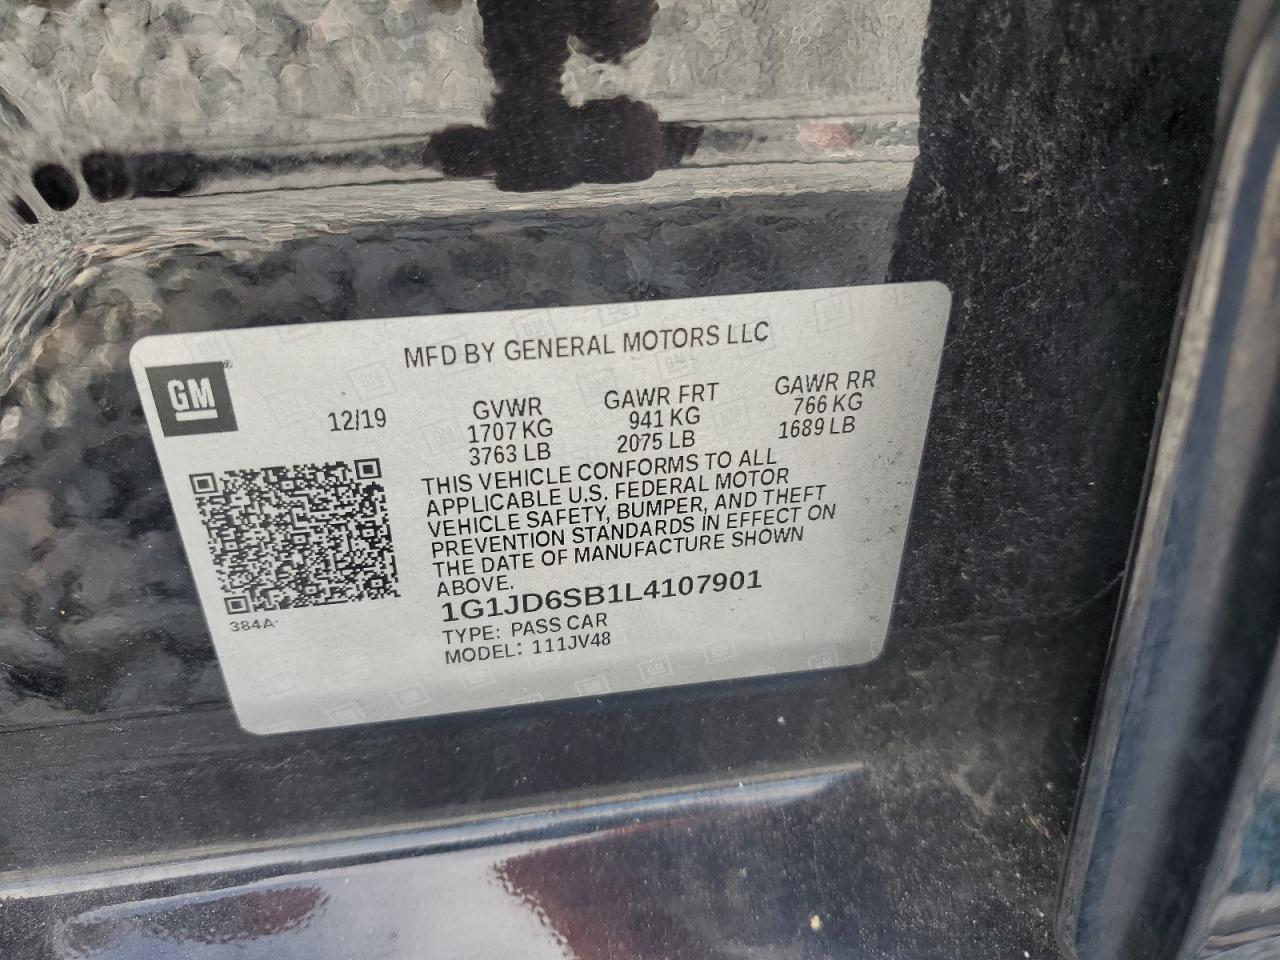 MFD BY GENERAL MOTORS LLC
GM
12/19
GVWR
1707 KG
3763 LB
GAWR FRT
941 KG
2075 LB
GAWR RR
766 KG
1689 LB
THIS VEHICLE CONFORMS TO ALL
APPLICABLE U.S. FEDERAL MOTOR
VEHICLE SAFETY, BUMPER, AND THEFT
PREVENTION STANDARDS IN EFFECT ON
THE DATE OF MANUFACTURE SHOWN
ABOVE.
1G1JD6SB1L4107901
TYPE: PASS CAR
MODEL: 111JV48
384A